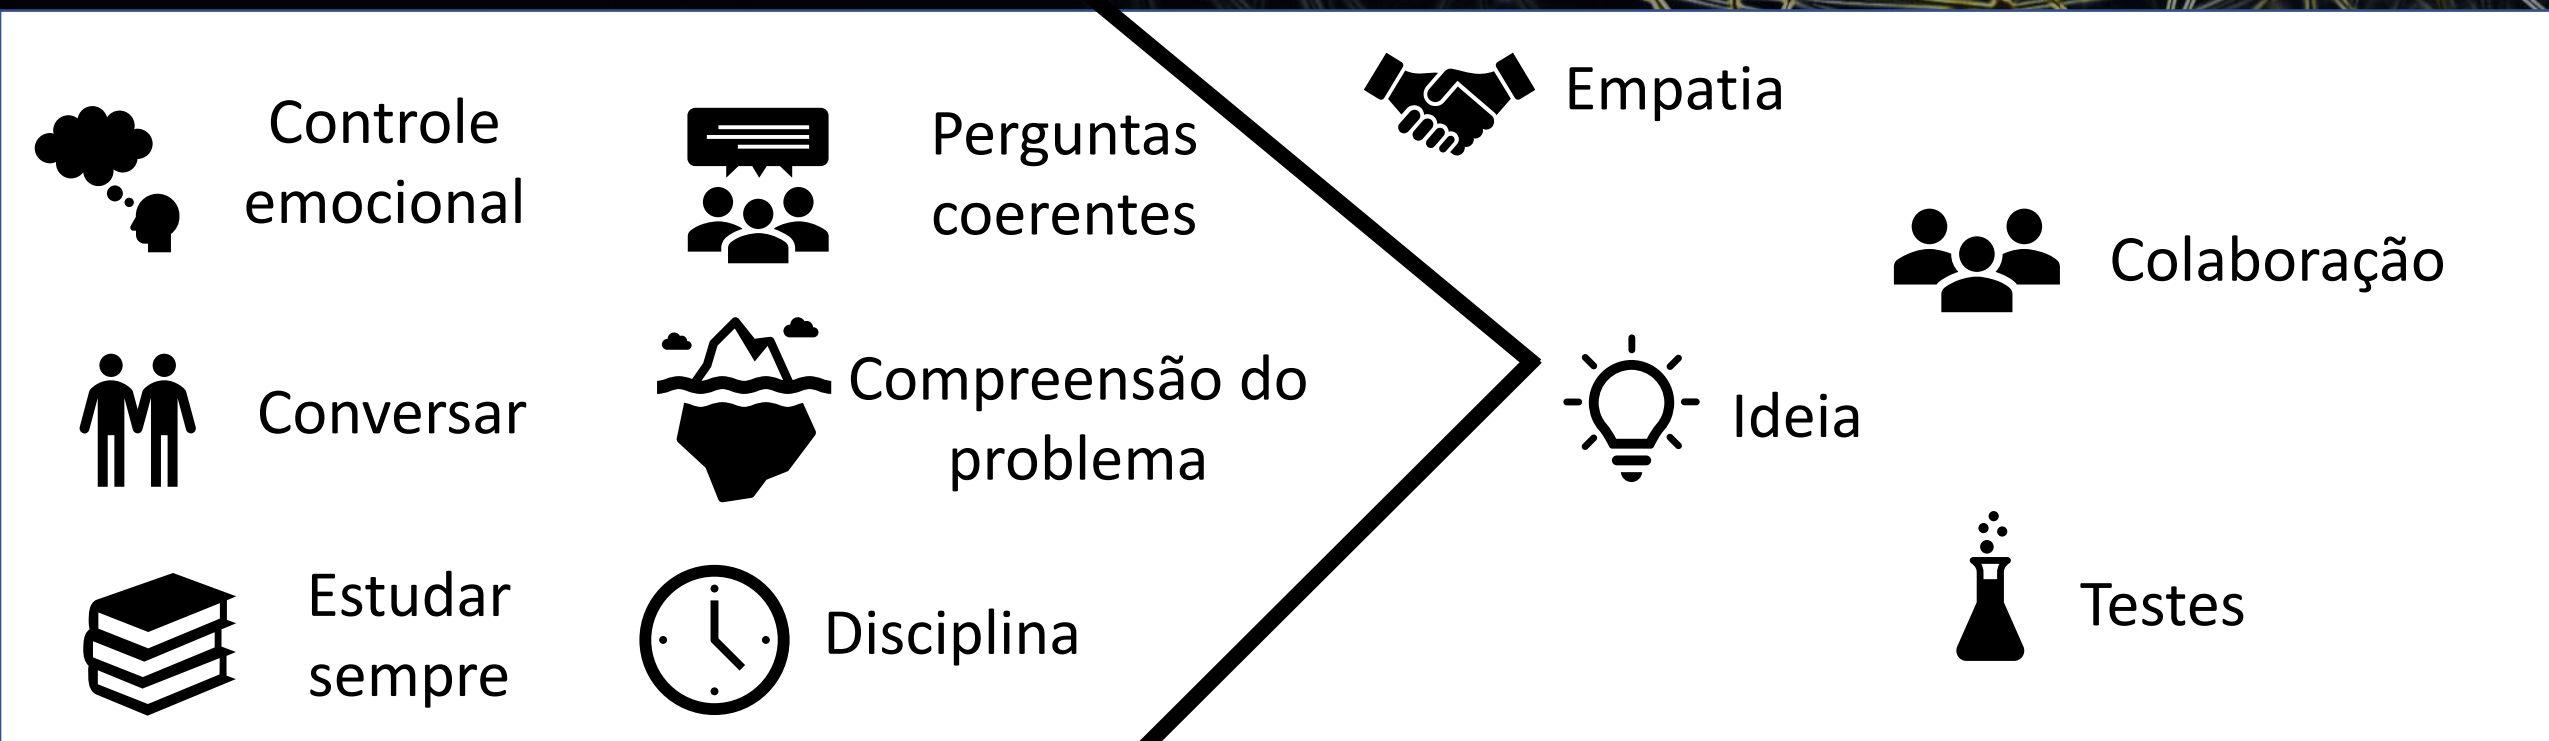 Controle
emocional
Perguntas
coerentes
Conversar
Compreensão do
problema
Estudar
sempre
Disciplina
Empatia
Colaboração
Ideia
Testes